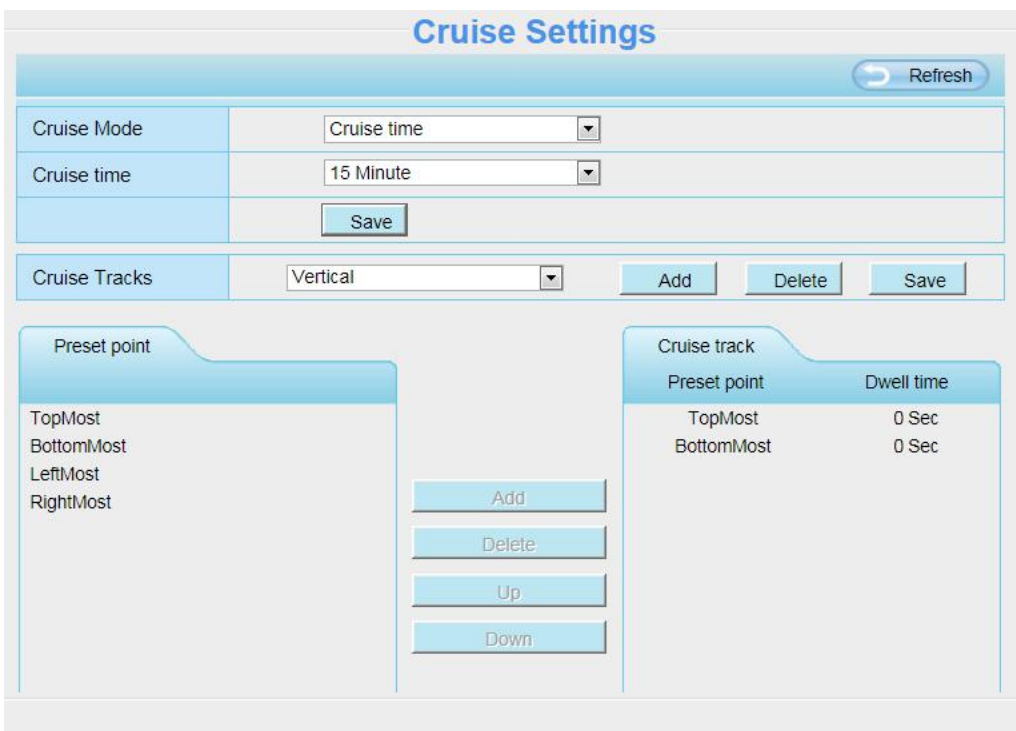 Cruise Settings
Refresh
Cruise Mode Cruise time
Cruise time 15 Minute
Save
Cruise Tracks Vertical Add Delete Save
Preset point
TopMost
BottomMost
LeftMost
RightMost
Add
Delete
Up
Down
Cruise track
Preset point Dwell time
TopMost 0 Sec
BottomMost 0 Sec